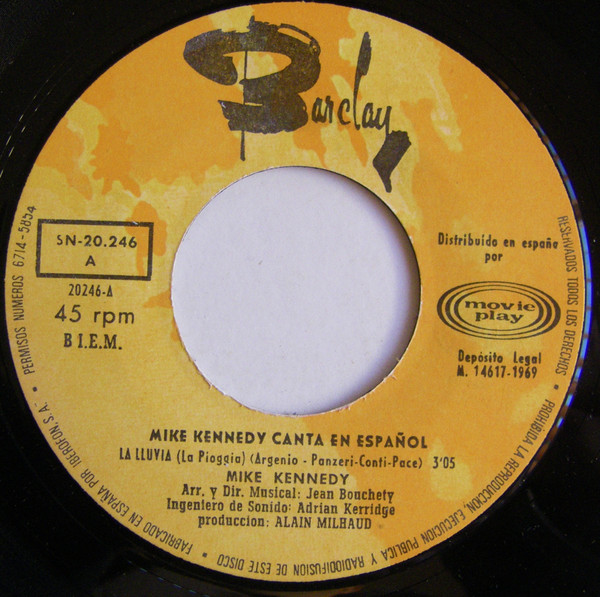 Barclay
SN-20.246
A
20246-A
45 rpm
B I.E.M.
Distribuído en españa
por
movie
play
Depósito Legal
M. 14617-1969
MIKE KENNEDY CANTA EN ESPAÑOL
LA LLUVIA (La Pioggia) (Argenio - Panzeri-Conti-Pace) 3'05
MIKE KENNEDY
Arr. y Dir. Musical: Jean Bouchety
Ingeniero de Sonido: Adrian Kerridge
produccion: ALAIN MILHAUD
RESERVADOS TODOS LOS DERECHOS • PROHIBIDA LA REPRODUCCION, EJECUCION PUBLICA Y RADIODIFUSION DE ESTE DISCO • FABRICADO EN ESPAÑA POR IBEROFON, S.A. • PERMISOS NUMEROS 6714-5854